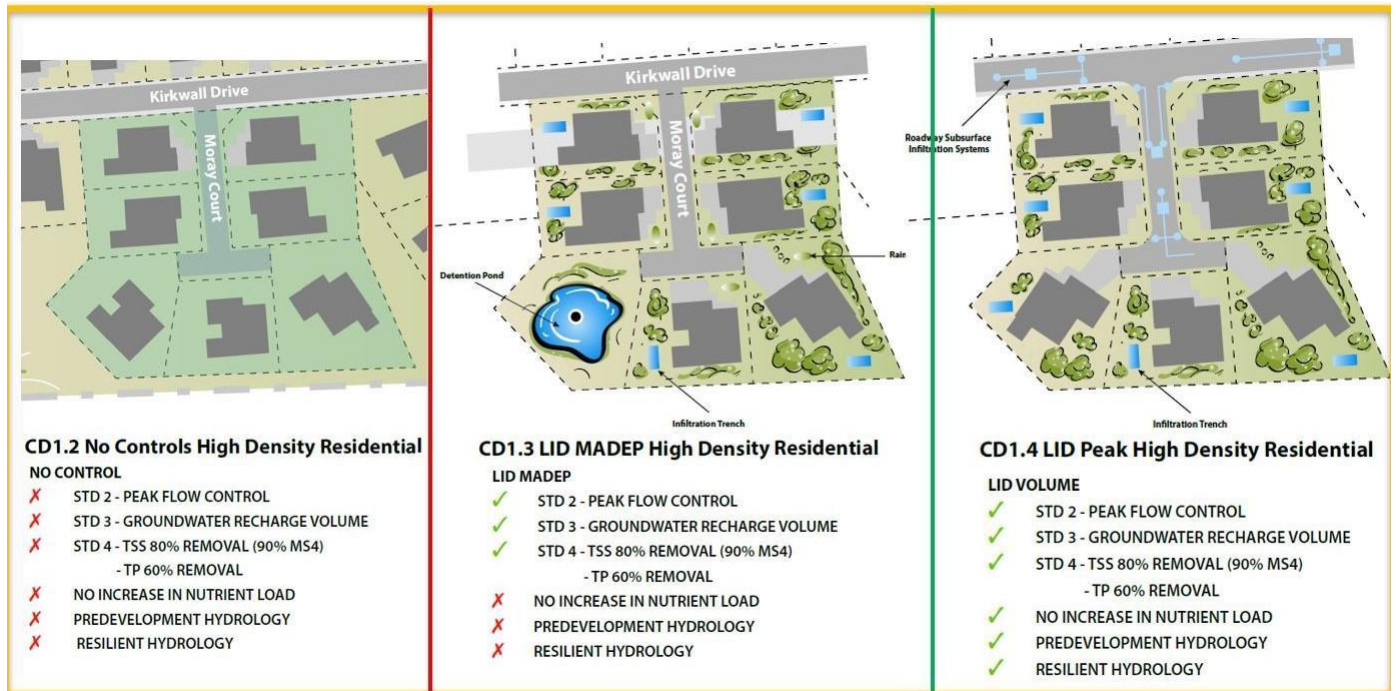 Kirkwall Drive
Moray Court
CD1.2 No Controls High Density Residential
NO CONTROL
✗ STD 2 - PEAK FLOW CONTROL
✗ STD 3 - GROUNDWATER RECHARGE VOLUME
✗ STD 4 - TSS 80% REMOVAL (90% MS4)
- TP 60% REMOVAL
✗ NO INCREASE IN NUTRIENT LOAD
✗ PREDEVELOPMENT HYDROLOGY
✗ RESILIENT HYDROLOGY
Kirkwall Drive
Moray Court
Detention Pond
Rain
Infiltration Trench
CD1.3 LID MADEP High Density Residential
LID MADEP
✓ STD 2 - PEAK FLOW CONTROL
✓ STD 3 - GROUNDWATER RECHARGE VOLUME
✓ STD 4 - TSS 80% REMOVAL (90% MS4)
- TP 60% REMOVAL
✗ NO INCREASE IN NUTRIENT LOAD
✗ PREDEVELOPMENT HYDROLOGY
✗ RESILIENT HYDROLOGY
Roadway Subsurface
Infiltration Systems
Infiltration Trench
CD1.4 LID Peak High Density Residential
LID VOLUME
✓ STD 2 - PEAK FLOW CONTROL
✓ STD 3 - GROUNDWATER RECHARGE VOLUME
✓ STD 4 - TSS 80% REMOVAL (90% MS4)
- TP 60% REMOVAL
✓ NO INCREASE IN NUTRIENT LOAD
✓ PREDEVELOPMENT HYDROLOGY
✓ RESILIENT HYDROLOGY